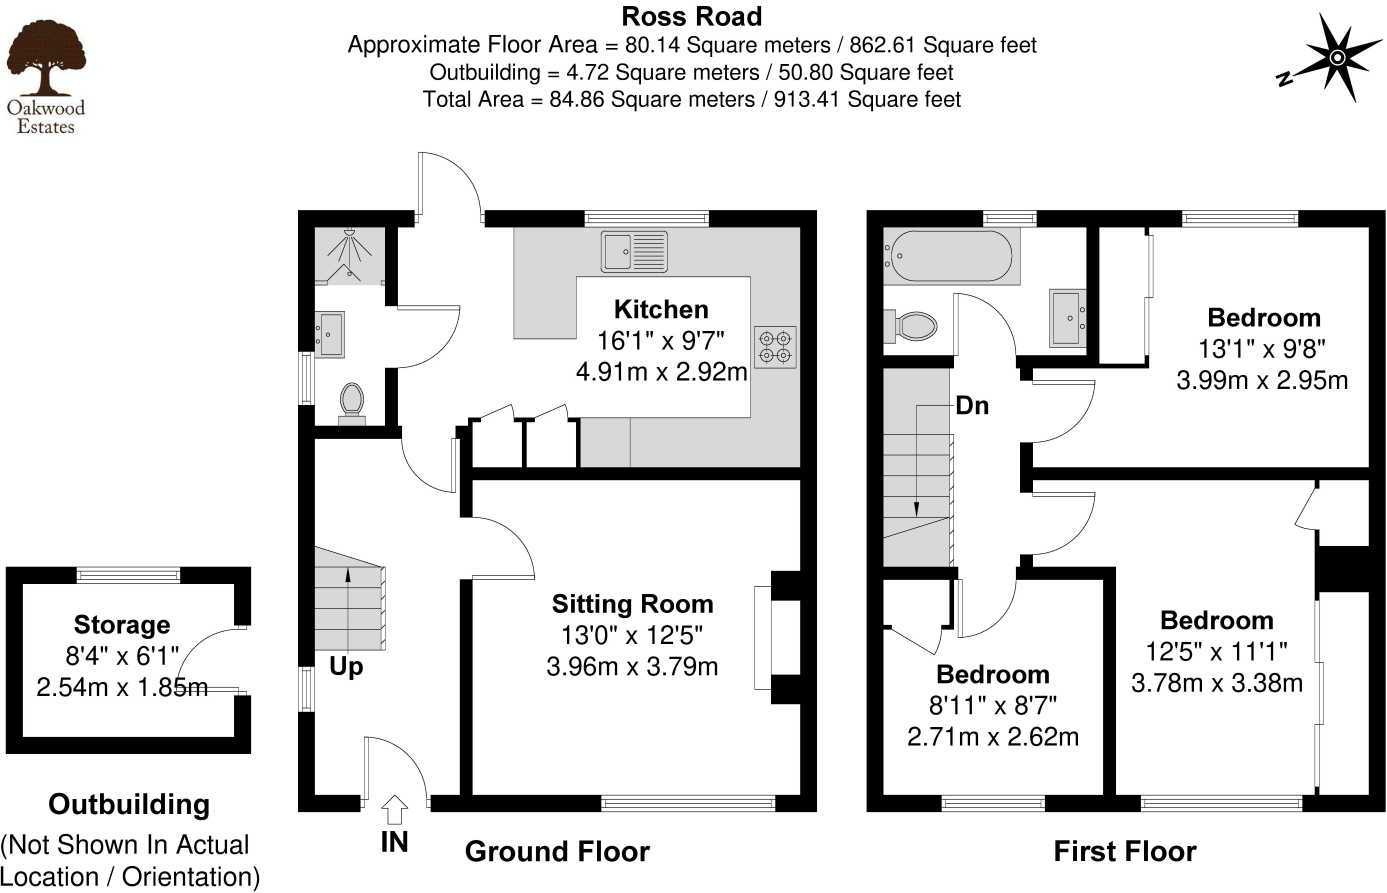 Ross Road
Approximate Floor Area = 80.14 Square meters / 862.61 Square feet
Outbuilding = 4.72 Square meters / 50.80 Square feet
Total Area = 84.86 Square meters / 913.41 Square feet
Oakwood
Estates
N
Kitchen
16'1" x 9'7"
4.91m x 2.92m
Sitting Room
13'0" x 12'5"
3.96m x 3.79m
Up
IN
Ground Floor
Storage
8'4" x 6'1"
2.54m x 1.85m
Outbuilding
(Not Shown In Actual
Location / Orientation)
Bedroom
13'1" x 9'8"
3.99m x 2.95m
Dn
Bedroom
12'5" x 11'1"
3.78m x 3.38m
Bedroom
8'11" x 8'7"
2.71m x 2.62m
First Floor